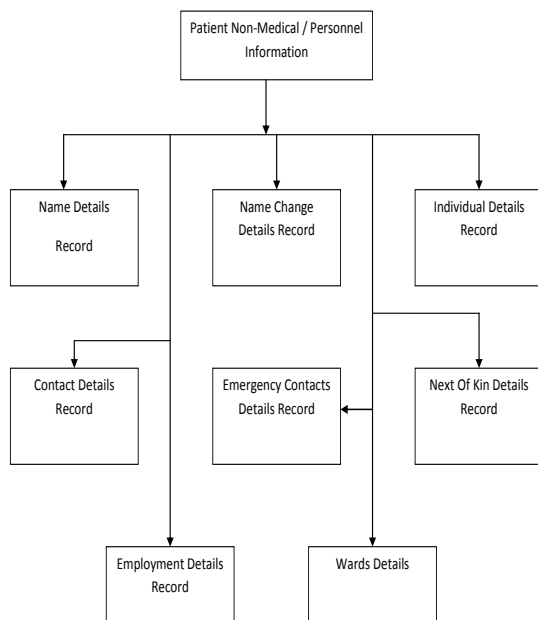 Patient Non-Medical / Personnel
Information
Name Details
Record
Name Change
Details Record
Individual Details
Record
Contact Details
Record
Emergency Contacts
Details Record
Next Of Kin Details
Record
Employment Details
Record
Wards Details